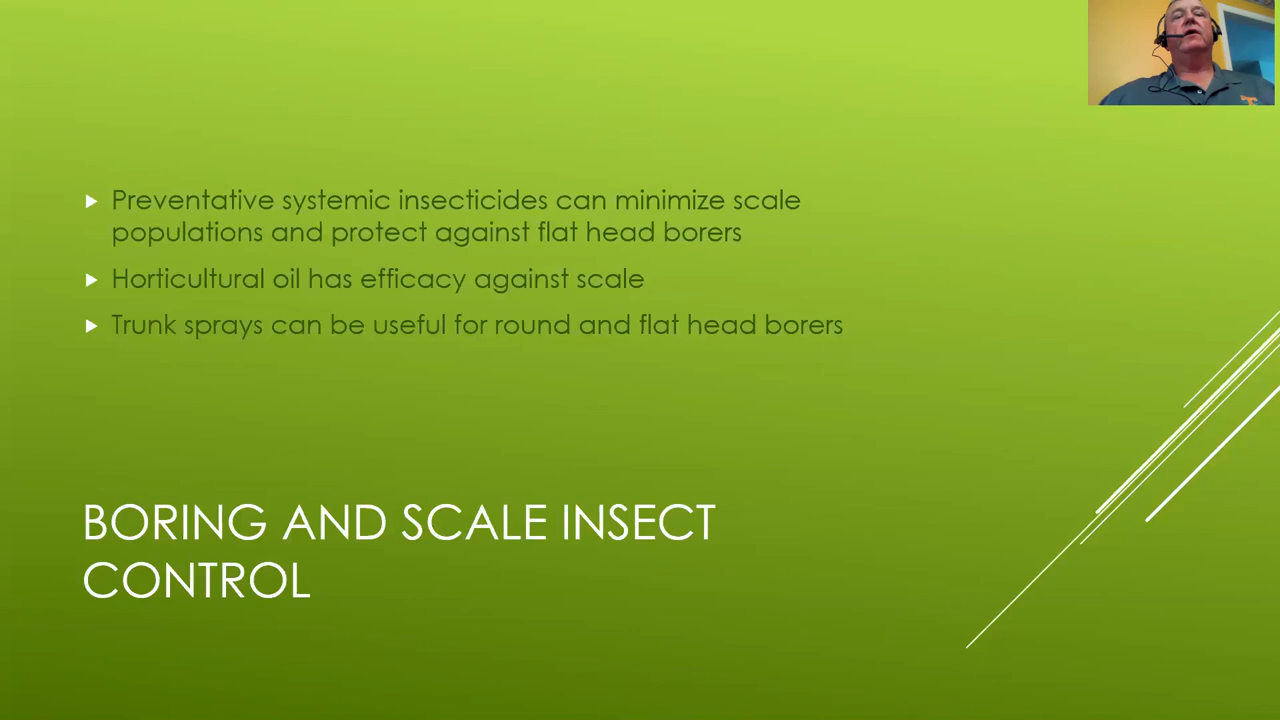 Preventative systemic insecticides can minimize scale
populations and protect against flat head borers
Horticultural oil has efficacy against scale
Trunk sprays can be useful for round and flat head borers
BORING AND SCALE INSECT
CONTROL